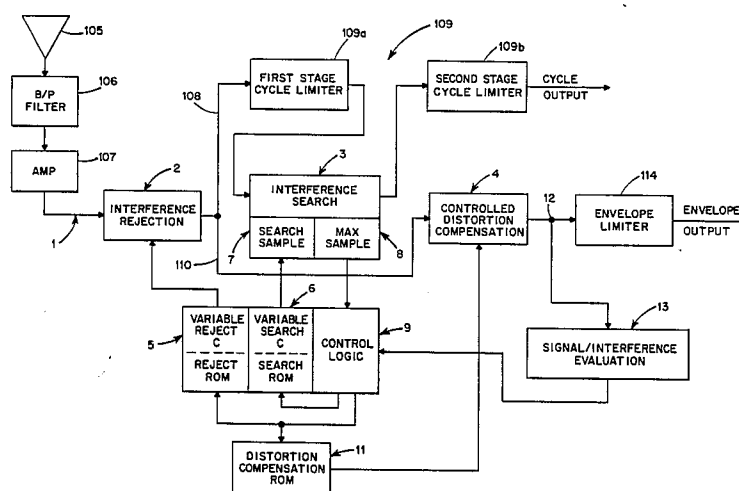 105
B/P
FILTER
106
AMP
107
1
2
INTERFERENCE
REJECTION
108
110
109a
FIRST STAGE
CYCLE LIMITER
109
109b
SECOND STAGE
CYCLE LIMITER
CYCLE
OUTPUT
3
INTERFERENCE
SEARCH
SEARCH
SAMPLE
MAX
SAMPLE
7
8
4
CONTROLLED
DISTORTION
COMPENSATION
12
114
ENVELOPE
LIMITER
ENVELOPE
OUTPUT
5
6
VARIABLE
REJECT
C
REJECT
ROM
VARIABLE
SEARCH
C
SEARCH
ROM
CONTROL
LOGIC
9
13
SIGNAL/INTERFERENCE
EVALUATION
11
DISTORTION
COMPENSATION
ROM